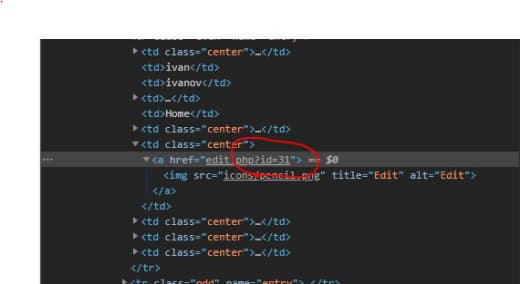 <td class="center">…</td>
<td>ivan</td>
<td>ivanov</td>
<td>…</td>
<td>Home</td>
<td class="center">…</td>
<td class="center">
… <a href="edit.php?id=31"> == $0
<img src="icons/pencil.png" title="Edit" alt="Edit">
</a>
</td>
<td class="center">…</td>
<td class="center">…</td>
<td class="center">…</td>
</tr>
<tr class="odd" name="entry">…</tr>